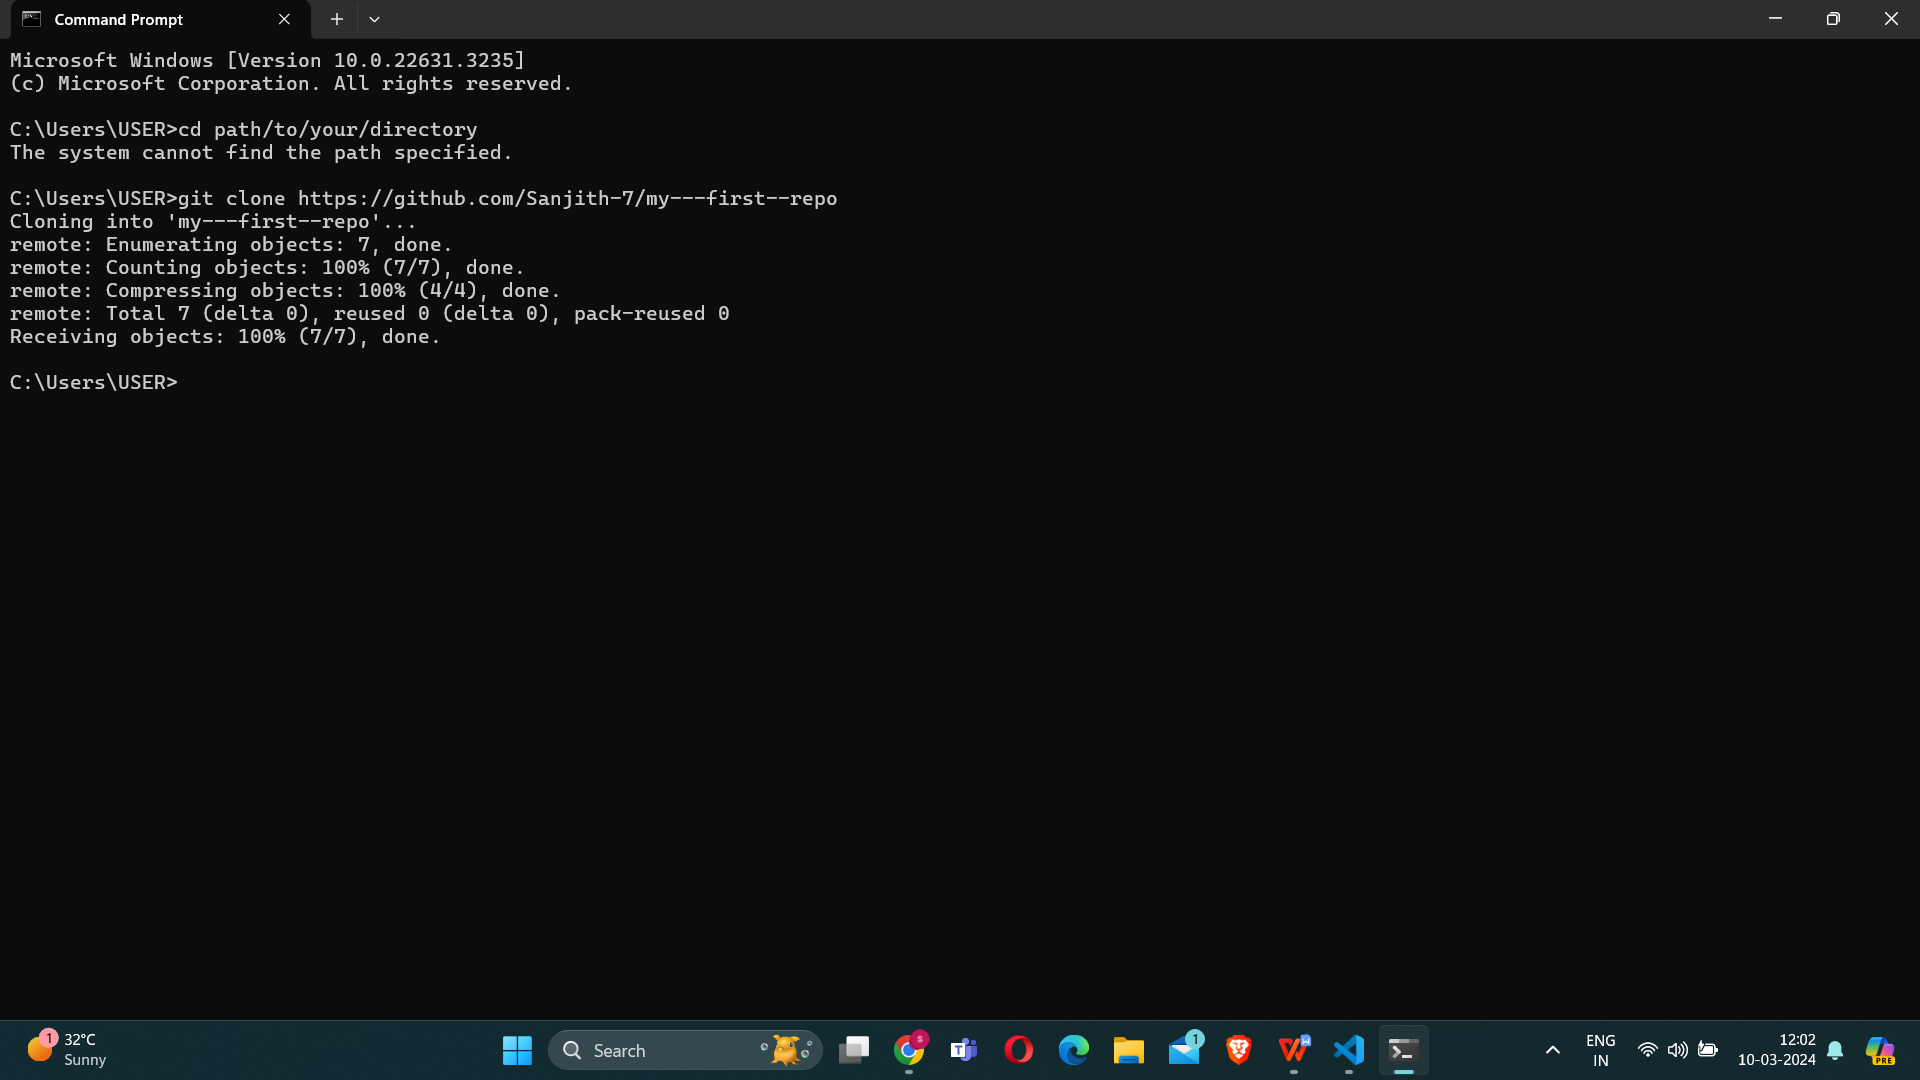 Command Prompt
Microsoft Windows [Version 10.0.22631.3235]
(c) Microsoft Corporation. All rights reserved.
C:\Users\USER>cd path/to/your/directory
The system cannot find the path specified.
C:\Users\USER>git clone https://github.com/Sanjith-7/my---first--repo
Cloning into 'my---first--repo'...
remote: Enumerating objects: 7, done.
remote: Counting objects: 100% (7/7), done.
remote: Compressing objects: 100% (4/4), done.
remote: Total 7 (delta 0), reused 0 (delta 0), pack-reused 0
Receiving objects: 100% (7/7), done.
C:\Users\USER>
1
32°C
Sunny
Search
S
T
1
W
ENG
IN
12:02
10-03-2024
PRE